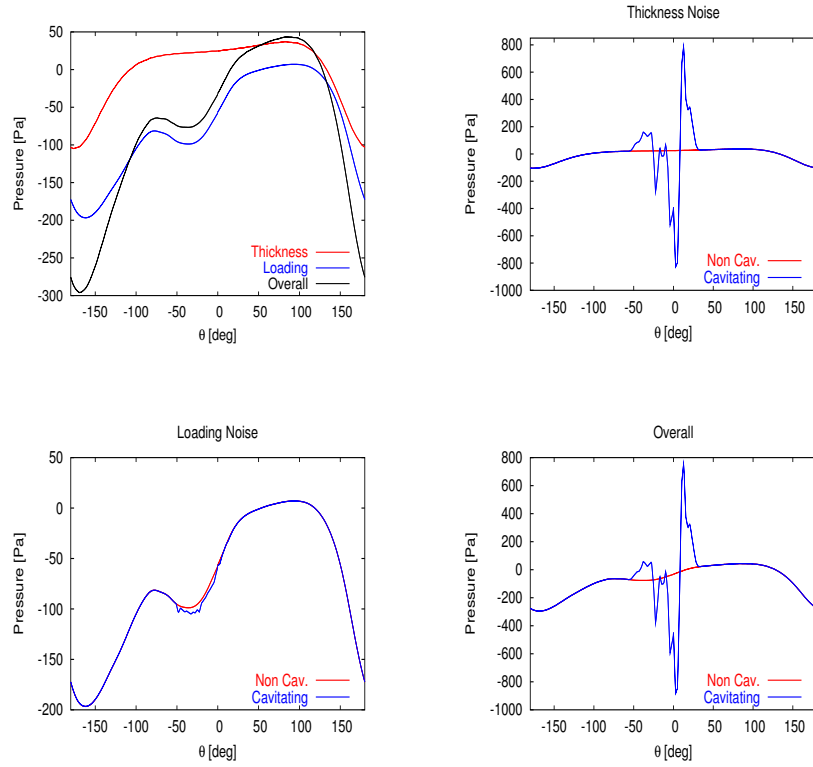 50
0
-50
-100
-150
-200
-250
-300
Pressure [Pa]
Thickness
Loading
Overall
-150 -100 -50 0 50 100 150
θ [deg]
Thickness Noise
800
600
400
200
0
-200
-400
-600
-800
-1000
Pressure [Pa]
Non Cav.
Cavitating
-150 -100 -50 0 50 100 150
θ [deg]
Loading Noise
50
0
-50
-100
-150
-200
Pressure [Pa]
Non Cav.
Cavitating
-150 -100 -50 0 50 100 150
θ [deg]
Overall
800
600
400
200
0
-200
-400
-600
-800
-1000
Pressure [Pa]
Non Cav.
Cavitating
-150 -100 -50 0 50 100 150
θ [deg]